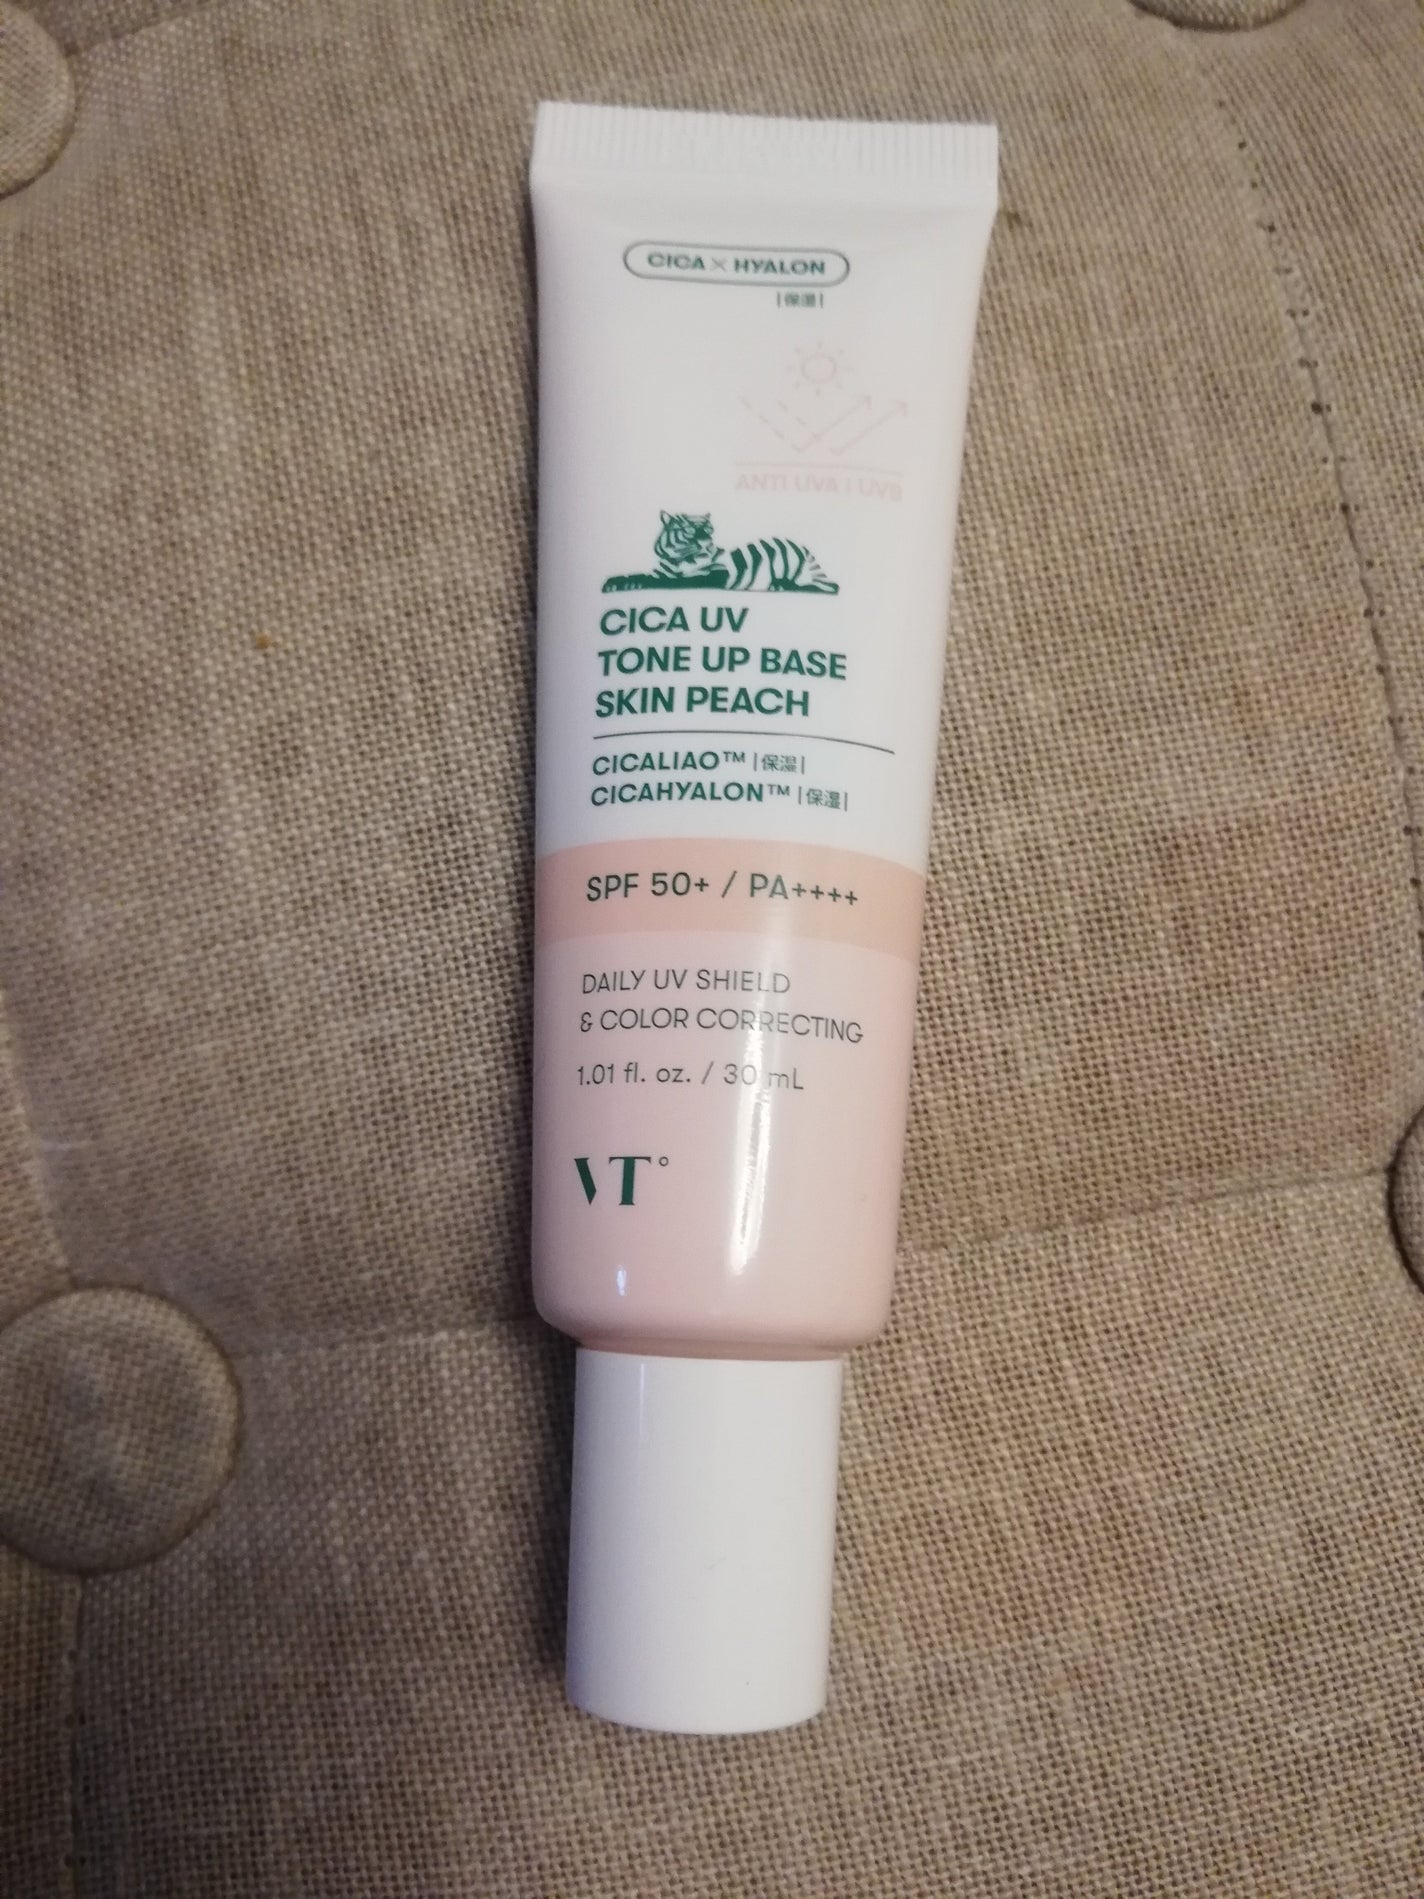 CICA × HYALON
|保湿|
ANTI UVA | UVB
CICA UV
TONE UP BASE
SKIN PEACH
CICALIAO™ |保湿|
CICAHYALON™ |保湿|
SPF 50+ / PA++++
DAILY UV SHIELD
& COLOR CORRECTING
1.01 fl. oz. / 30 mL
VT°